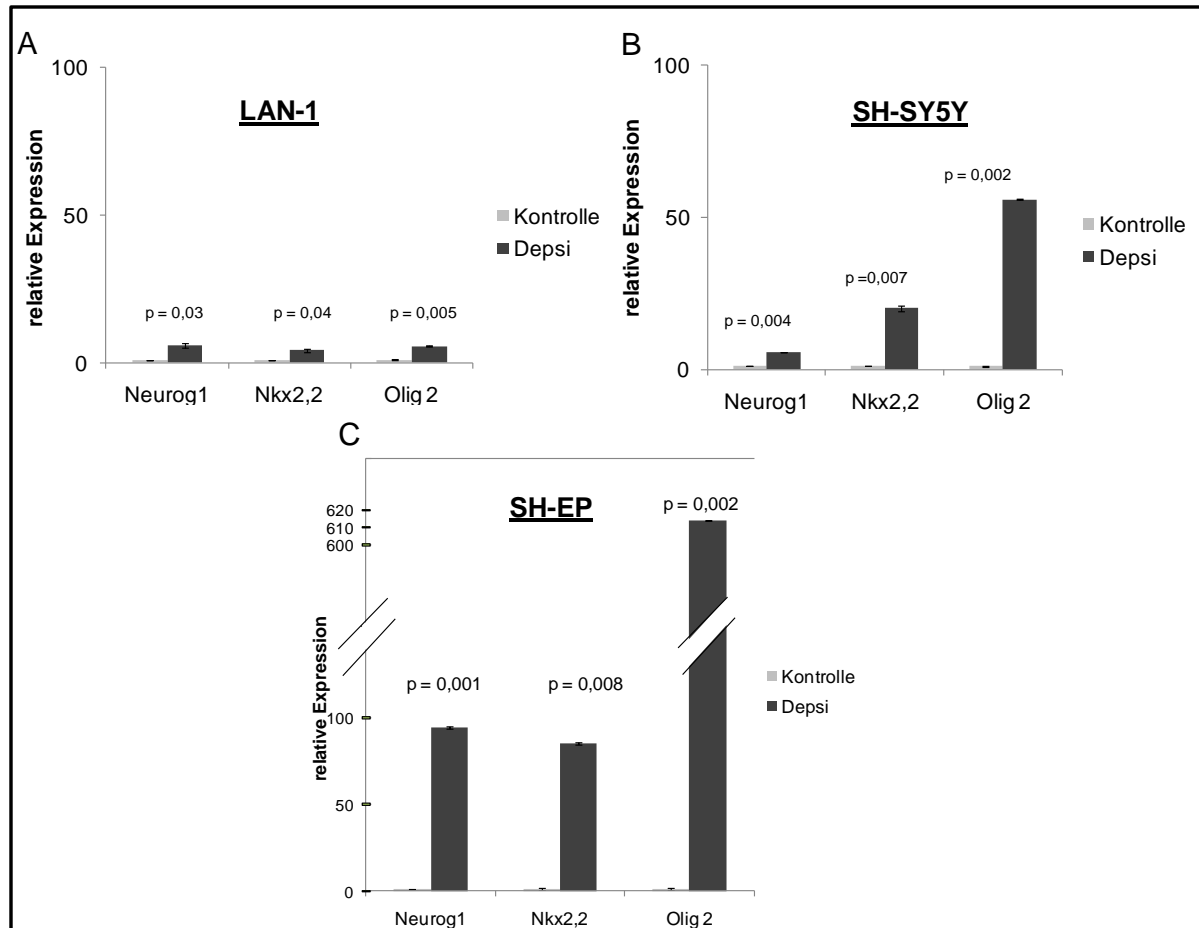 A
100
LAN-1
relative Expression
50
Kontrolle
Depsi
p = 0,03
p = 0,04
p = 0,005
0
Neurog1
Nkx2,2
Olig 2
B
100
SH-SY5Y
relative Expression
p = 0,002
50
Kontrolle
Depsi
p =0,007
p = 0,004
0
Neurog1
Nkx2,2
Olig 2
C
SH-EP
620
610
600
p = 0,002
relative Expression
p = 0,001
p = 0,008
Kontrolle
Depsi
100
50
0
Neurog1
Nkx2,2
Olig 2